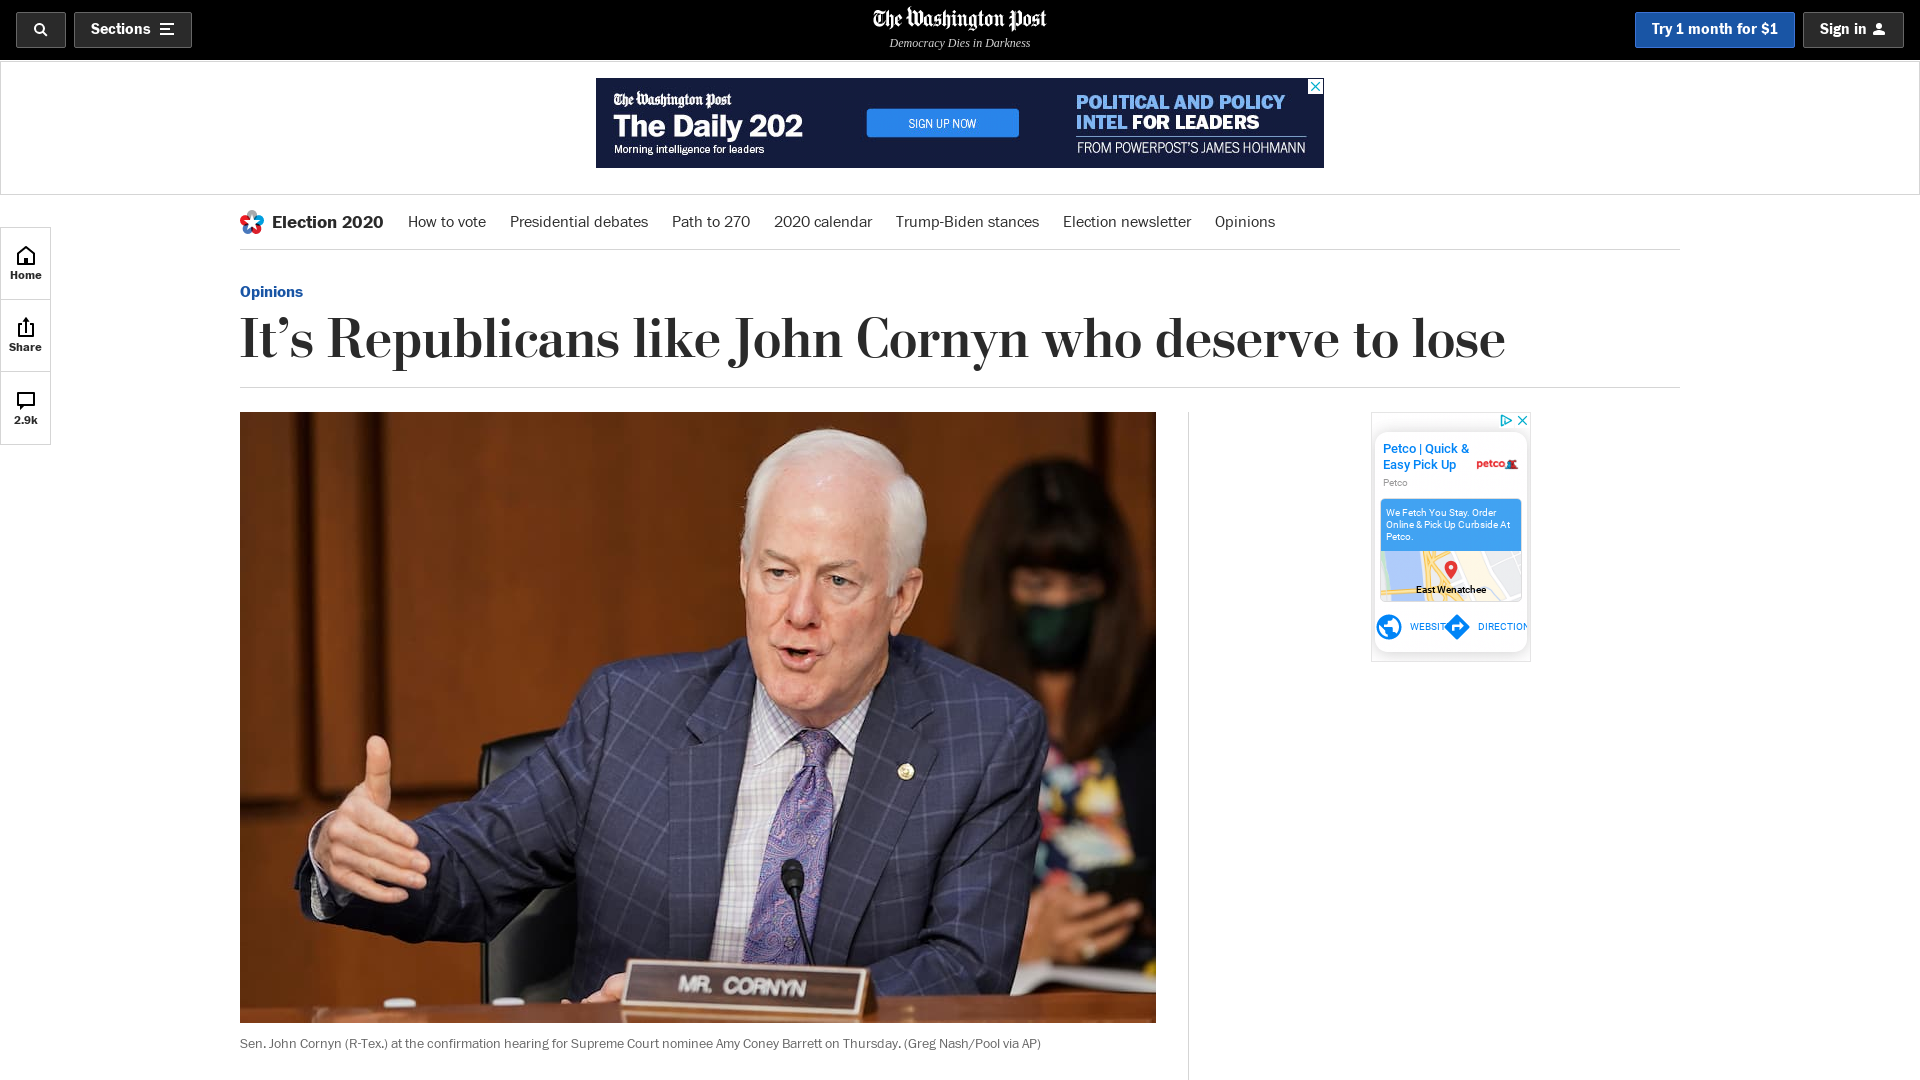 Sections
The Washington Post
Democracy Dies in Darkness
Try 1 month for $1
Sign in
The Washington Post
The Daily 202
Morning intelligence for leaders
SIGN UP NOW
POLITICAL AND POLICY
INTEL FOR LEADERS
FROM POWERPOST'S JAMES HOHMANN
Election 2020
How to vote
Presidential debates
Path to 270
2020 calendar
Trump-Biden stances
Election newsletter
Opinions
Home
Share
2.9k
Opinions
It’s Republicans like John Cornyn who deserve to lose
MR. CORNYN
Sen. John Cornyn (R-Tex.) at the confirmation hearing for Supreme Court nominee Amy Coney Barrett on Thursday. (Greg Nash/Pool via AP)
Petco | Quick &
Easy Pick Up
petco
Petco
We Fetch You Stay. Order
Online & Pick Up Curbside At
Petco.
East Wenatchee
WEBSIT
DIRECTION